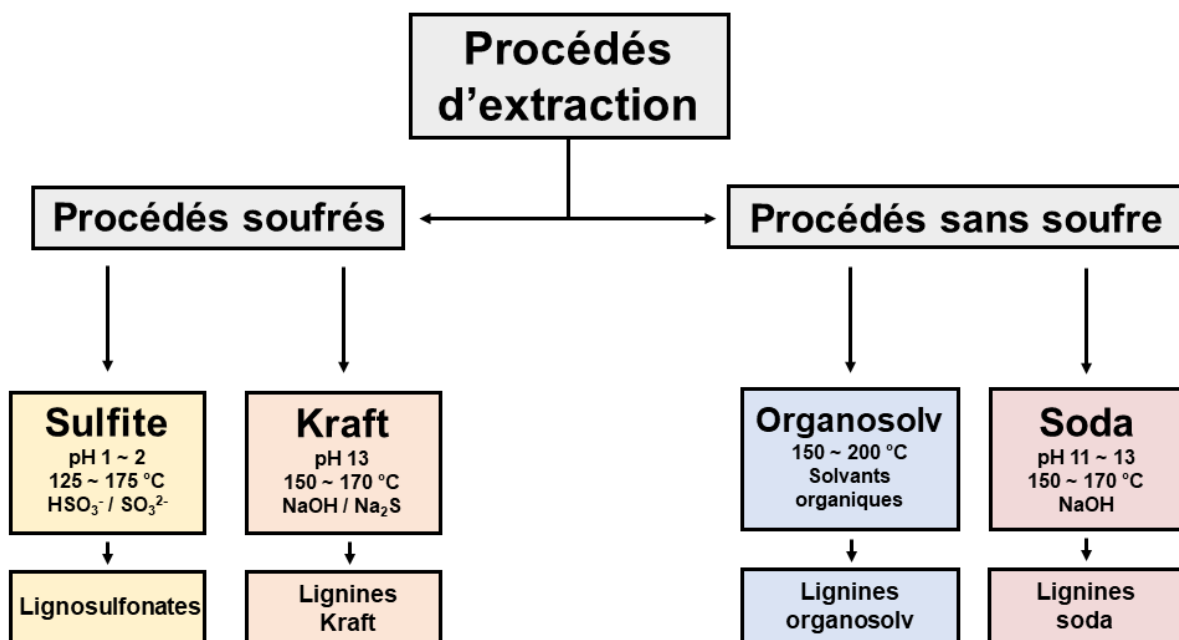 Procédés
d’extraction
Procédés soufrés
Procédés sans soufre
Sulfite
pH 1 ~ 2
125 ~ 175 °C
HSO₃⁻ / SO₃²⁻
Kraft
pH 13
150 ~ 170 °C
NaOH / Na₂S
Organosolv
150 ~ 200 °C
Solvants
organiques
Soda
pH 11 ~ 13
150 ~ 170 °C
NaOH
Lignosulfonates
Lignines
Kraft
Lignines
organosolv
Lignines
soda